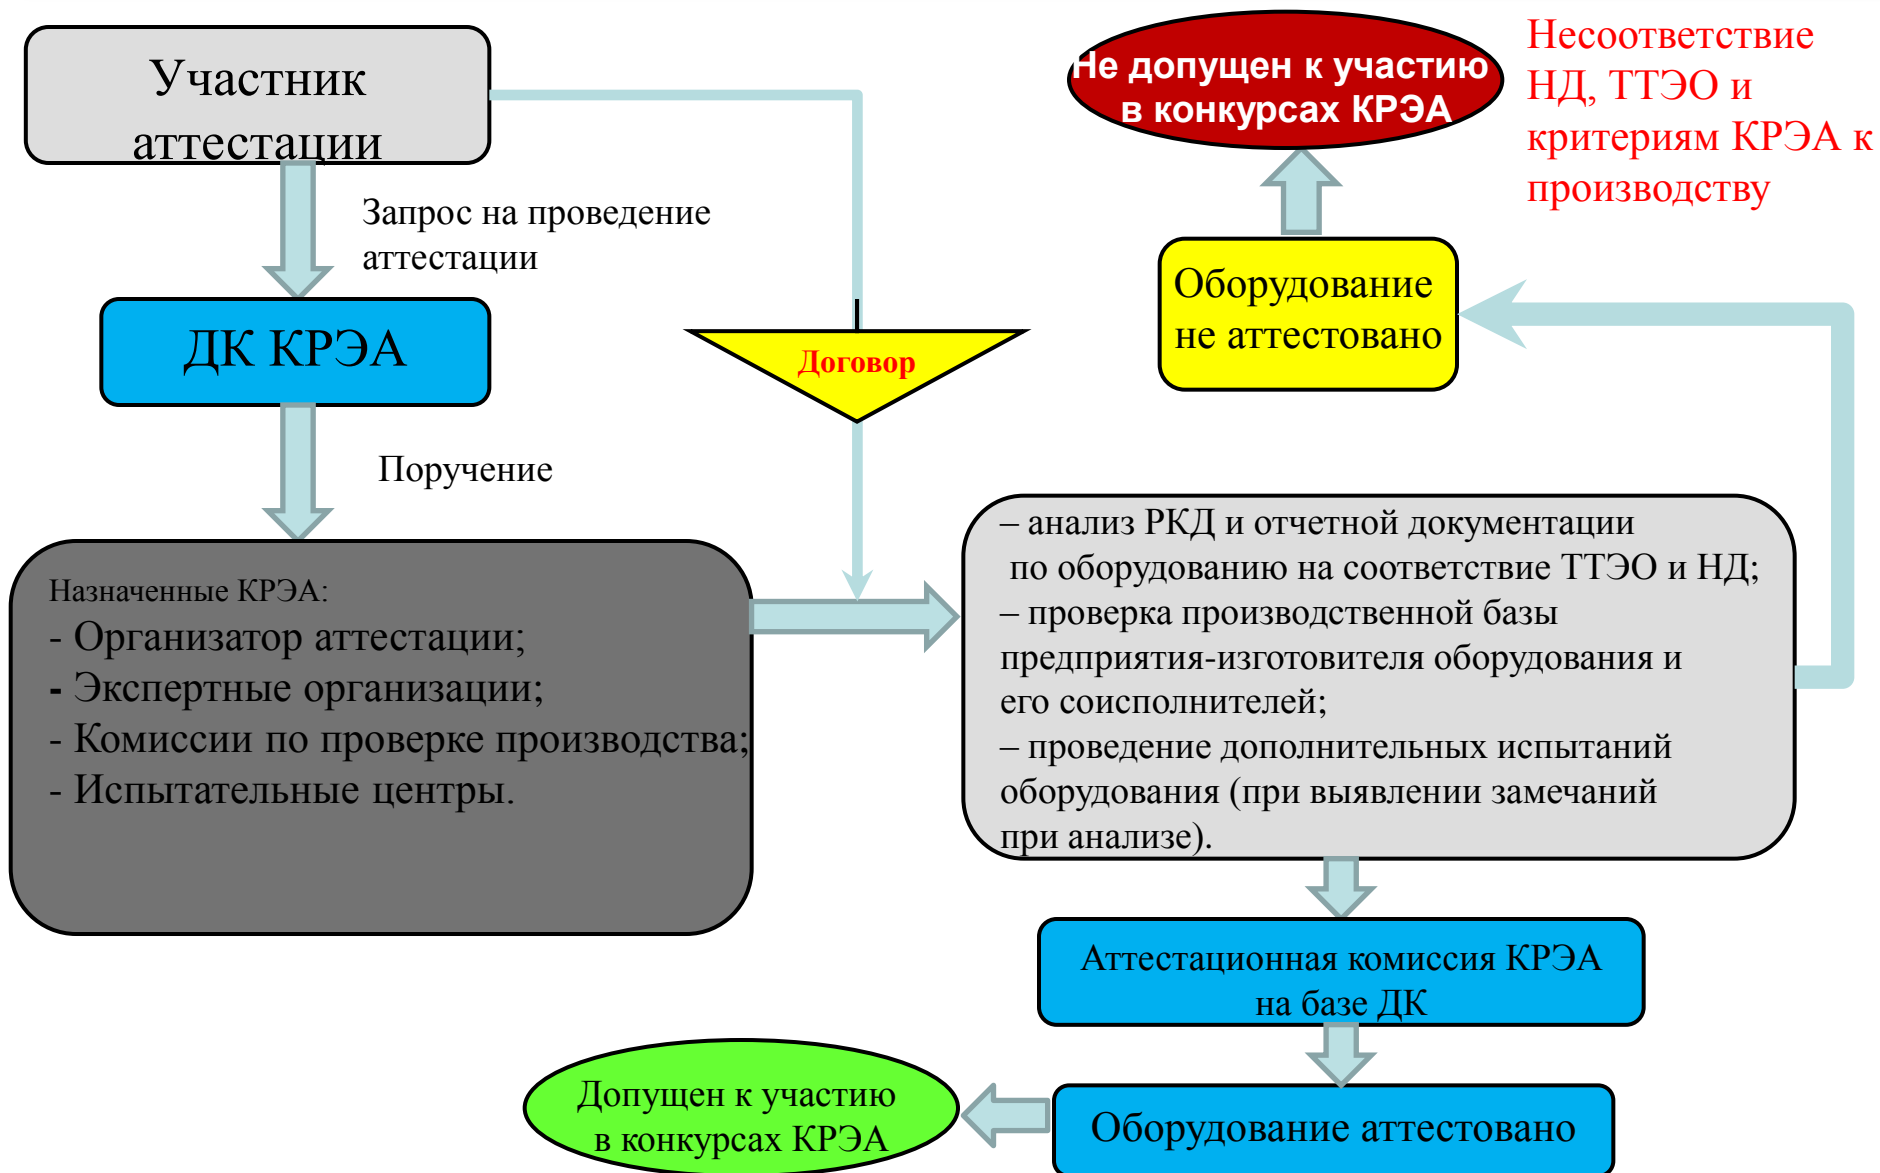 Участник
аттестации
Запрос на проведение
аттестации
ДК КРЭА
Поручение
Назначенные КРЭА:
- Организатор аттестации;
- Экспертные организации;
- Комиссии по проверке производства;
- Испытательные центры.
Договор
Не допущен к участию
в конкурсах КРЭА
Несоответствие
НД, ТТЭО и
критериям КРЭА к
производству
Оборудование
не аттестовано
– анализ РКД и отчетной документации
по оборудованию на соответствие ТТЭО и НД;
– проверка производственной базы
предприятия-изготовителя оборудования и
его соисполнителей;
– проведение дополнительных испытаний
оборудования (при выявлении замечаний
при анализе).
Аттестационная комиссия КРЭА
на базе ДК
Оборудование аттестовано
Допущен к участию
в конкурсах КРЭА